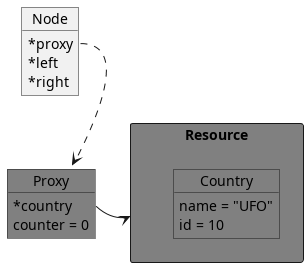 Node
*proxy
*left
*right
Resource
Proxy
*country
counter = 0
Country
name = "UFO"
id = 10